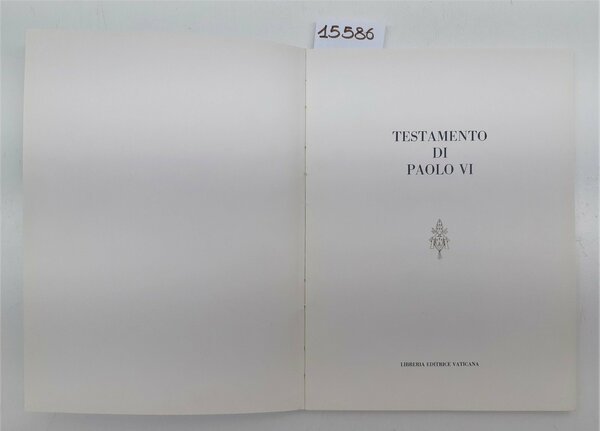 15586
TESTAMENTO
DI
PAOLO VI
LIBRERIA EDITRICE VATICANA